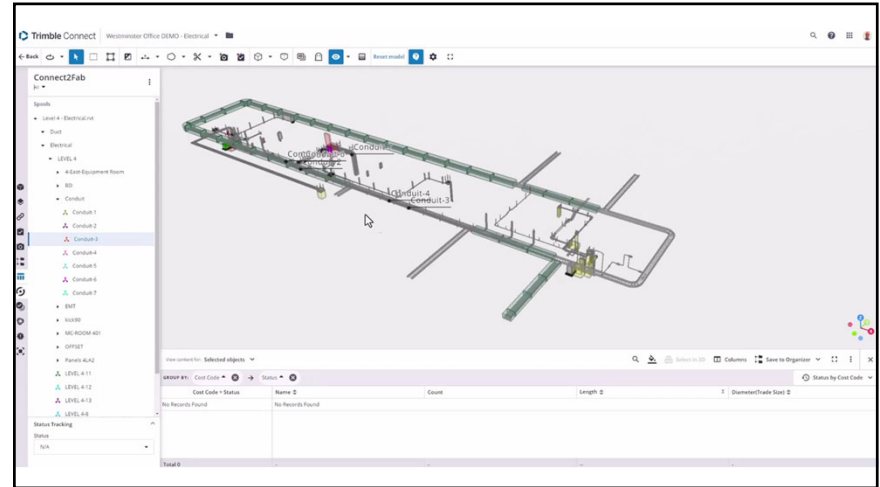 Trimble Connect Westminster Office DEMO - Electrical
Back
Reset model
Connect2Fab
Spools
Level 4 - Electrical.rvt
Duct
Electrical
LEVEL 4
4-East Equipment Room
BD
Conduit
Conduit-1
Conduit-2
Conduit-3
Conduit-4
Conduit-5
Conduit-6
Conduit-7
EMT
kick90
MC-ROOM A01
OFFSET
Panels 4LA2
LEVEL 4-11
LEVEL 4-12
LEVEL 4-13
LEVEL 4-8
Status Tracking
Status
N/A
Conduit-4
Conduit-3
View content for: Selected objects
Select in 3D Columns Save to Organizer
GROUP BY: Cost Code Status
Status by Cost Code
Cost Code > Status Name Count Length Diameter(Trade Size)
No Records Found No Records Found
Total 0 - - - -